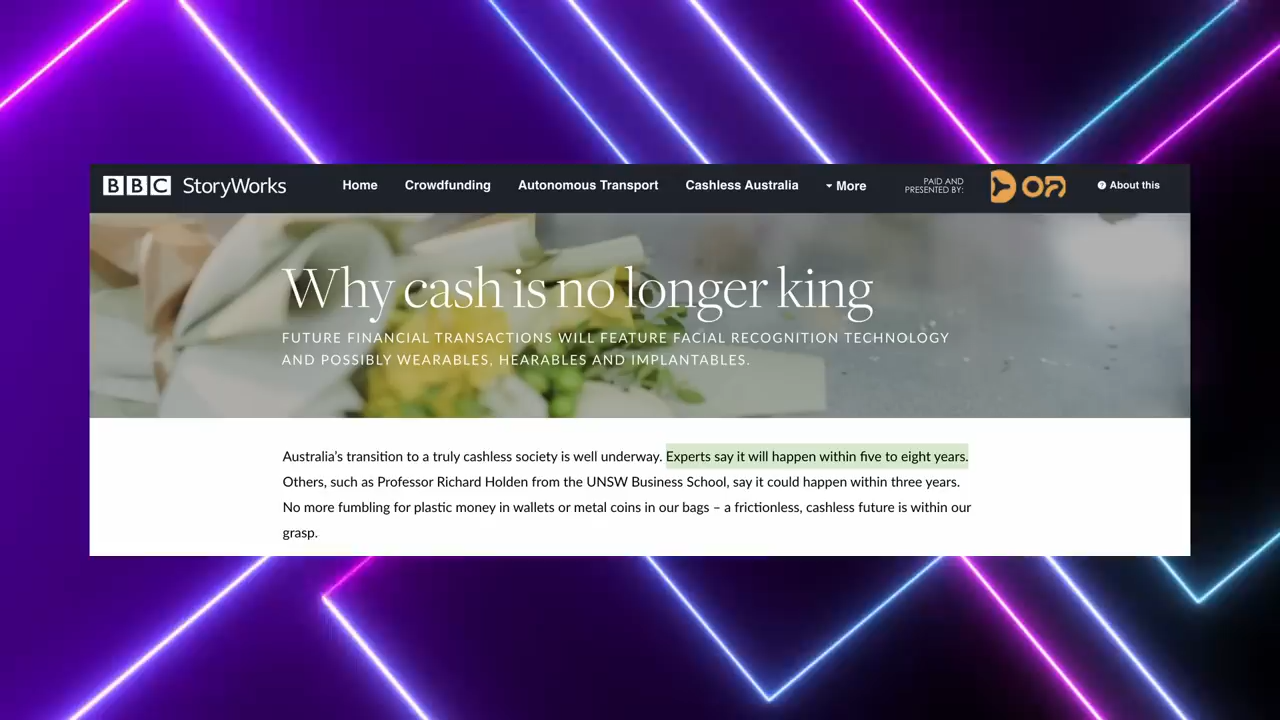 BBC StoryWorks Home Crowdfunding Autonomous Transport Cashless Australia More PAID AND PRESENTED BY: About this
Why cash is no longer king
FUTURE FINANCIAL TRANSACTIONS WILL FEATURE FACIAL RECOGNITION TECHNOLOGY
AND POSSIBLY WEARABLES, HEARABLES AND IMPLANTABLES.
Australia's transition to a truly cashless society is well underway. Experts say it will happen within five to eight years.
Others, such as Professor Richard Holden from the UNSW Business School, say it could happen within three years.
No more fumbling for plastic money in wallets or metal coins in our bags – a frictionless, cashless future is within our
grasp.